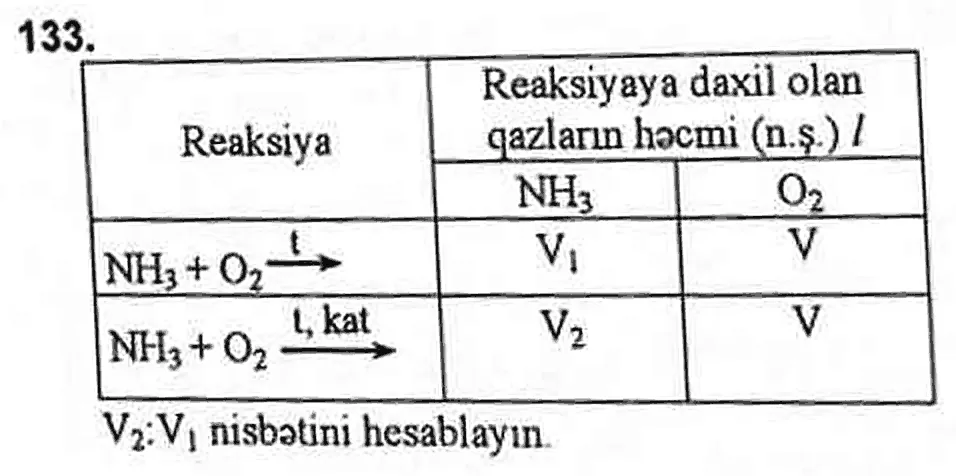 133.
Reaksiya
Reaksiyaya daxil olan
qazların həcmi (n.ş.) l
NH₃ O₂
NH₃ + O₂ t→ V₁ V
NH₃ + O₂ t, kat→ V₂ V
V₂:V₁ nisbətini hesablayın.